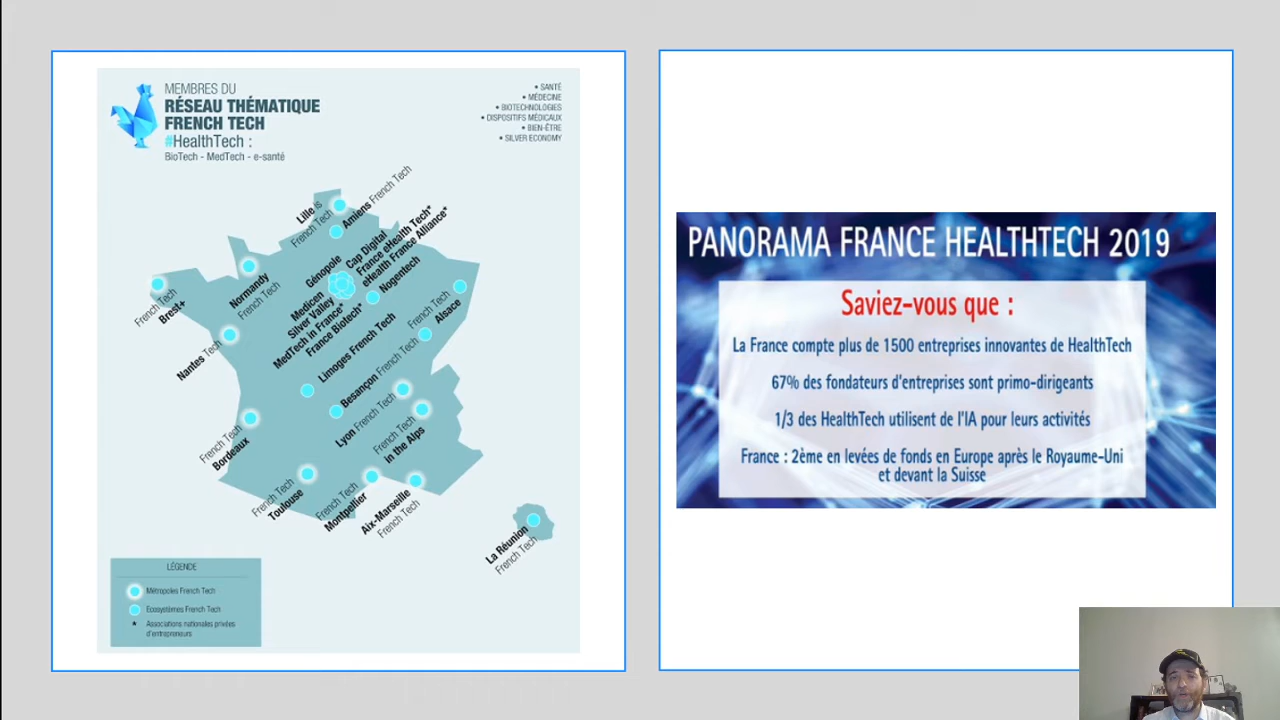 MEMBRES DU
RÉSEAU THÉMATIQUE
FRENCH TECH
#HealthTech :
BioTech - MedTech - e-santé
• SANTÉ
• MÉDECINE
• BIOTECHNOLOGIES
• DISPOSITIFS MÉDICAUX
• BIEN-ÊTRE
• SILVER ECONOMY
Lille is
French Tech
Amiens French Tech
Normandy
French Tech
French Tech
Brest+
Nantes Tech
Génopole
Cap Digital
France eHealth Tech*
eHealth France Alliance*
Nogentech
Medicen
Silver Valley
MedTech in France*
France Biotech*
French Tech
Alsace
Limoges French Tech
Besançon French Tech
Lyon French Tech
French Tech
in the Alps
French Tech
Bordeaux
French Tech
Toulouse
French Tech
Montpellier
Aix-Marseille
French Tech
La Réunion
French Tech
LÉGENDE
Métropoles French Tech
Ecosystèmes French Tech
* Associations nationales privées
d'entrepreneurs
PANORAMA FRANCE HEALTHTECH 2019
Saviez-vous que :
La France compte plus de 1500 entreprises innovantes de HealthTech
67% des fondateurs d'entreprises sont primo-dirigeants
1/3 des HealthTech utilisent de l'IA pour leurs activités
France : 2ème en levées de fonds en Europe après le Royaume-Uni
et devant la Suisse